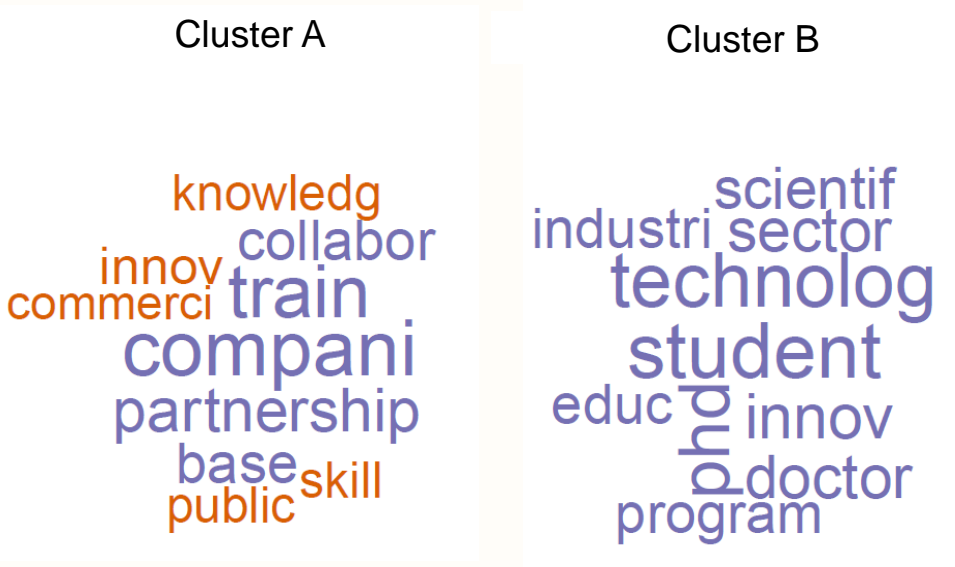 Cluster A
knowledg
collabor
innov
train
commerci
compani
partnership
base
skill
public
Cluster B
scientif
industri
sector
technolog
student
educ
phd
innov
doctor
program